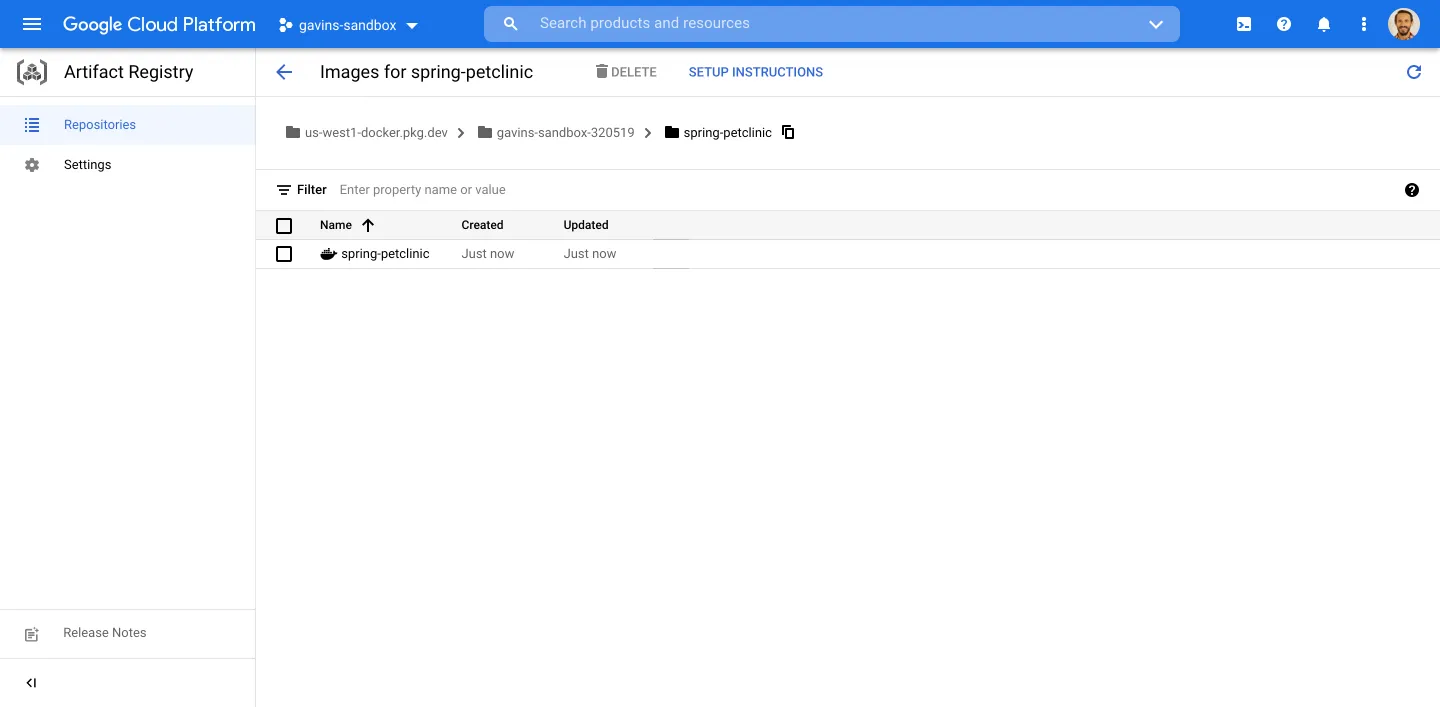 Google Cloud Platform gavins-sandbox Search products and resources
Artifact Registry
Images for spring-petclinic DELETE SETUP INSTRUCTIONS
Repositories
Settings
us-west1-docker.pkg.dev gavins-sandbox-320519 spring-petclinic
Filter Enter property name or value
Name Created Updated
spring-petclinic Just now Just now
Release Notes